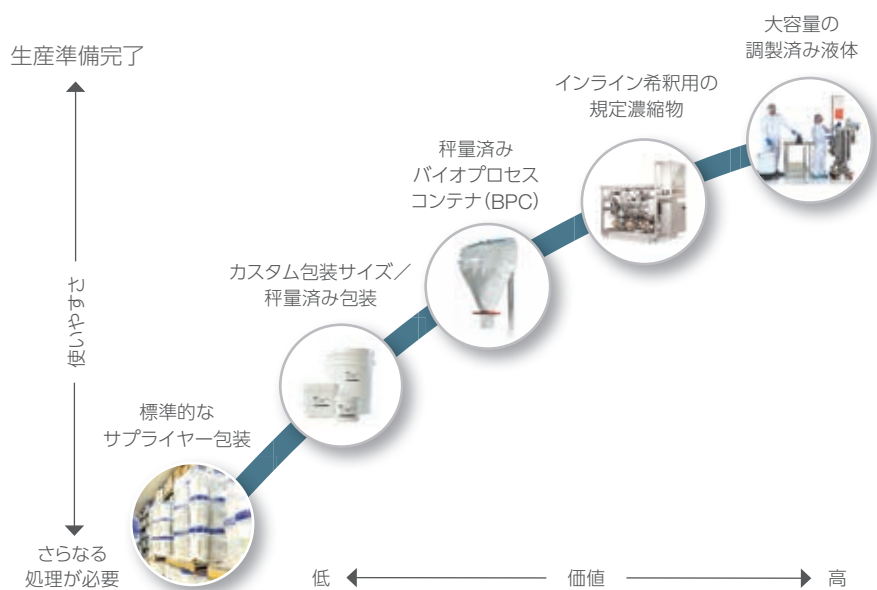 大容量の
調製済み液体
生産準備完了
インライン希釈用の
規定濃縮物
秤量済み
バイオプロセス
コンテナ（BPC）
カスタム包装サイズ／
秤量済み包装
使いやすさ
標準的な
サプライヤー包装
さらなる
処理が必要
低
価値
高